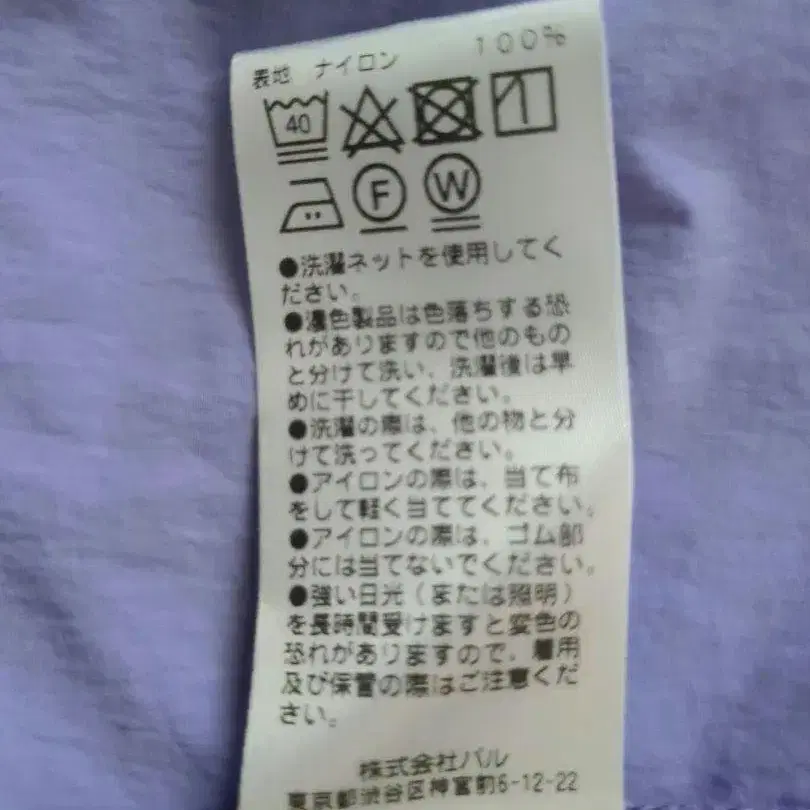 表地 ナイロン 100%
40
F W
●洗濯ネットを使用してく
ださい。
●濃色製品は色落ちする恐
れがありますので他のもの
と分けて洗い、洗濯後は早
めに干してください。
●洗濯の際は、他の物と分
けて洗ってください。
●アイロンの際は、当て布
をして軽く当ててください。
●アイロンの際は、ゴム部
分には当てないでください。
●強い日光（または照明）
を長時間受けますと変色の
恐れがありますので、着用
及び保管の際はご注意くだ
さい。
株式会社パル
東京都渋谷区神宮前6-12-22